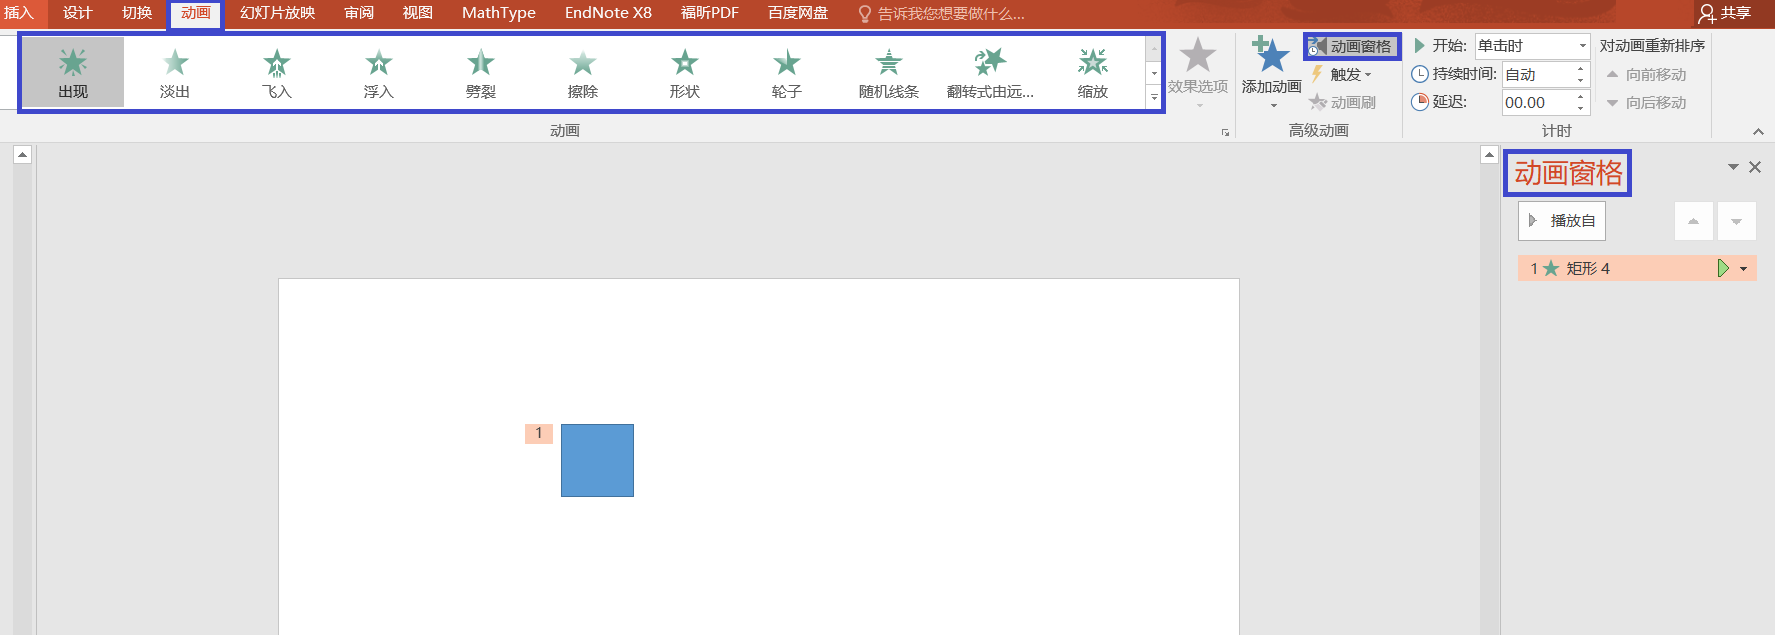 插入 设计 切换 动画 幻灯片放映 审阅 视图 MathType EndNote X8 福昕PDF 百度网盘 告诉我您想要做什么... 共享
出现 淡出 飞入 浮入 劈裂 擦除 形状 轮子 随机线条 翻转式由远... 缩放
效果选项
动画
添加动画
动画窗格
触发
动画刷
高级动画
开始: 单击时
持续时间: 自动
延迟: 00.00
对动画重新排序
向前移动
向后移动
计时
动画窗格
播放自
1 矩形 4
1